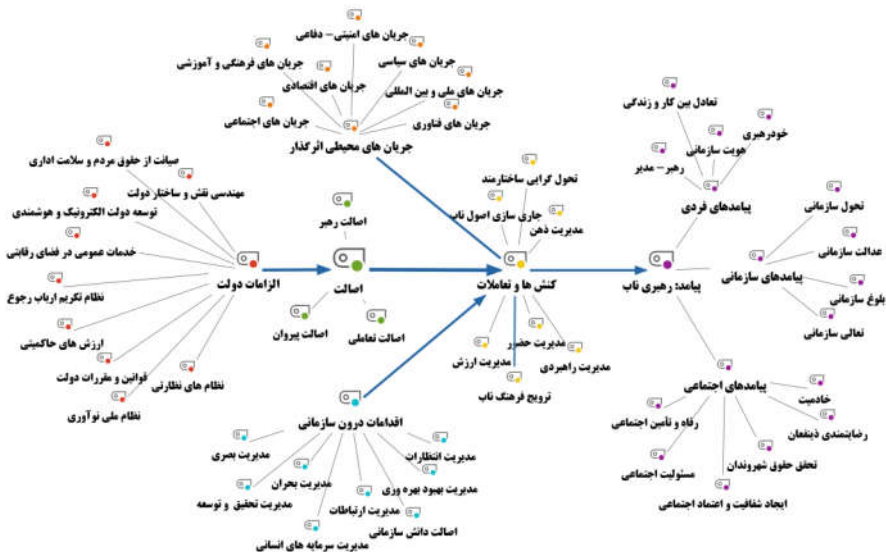 جریان های امنیتی- دفاعی
جریان های سیاسی
جریان های فرهنگی و آموزشی
جریان های اقتصادی
جریان های ملی و بین المللی
جریان های اجتماعی
جریان های فناوری
جریان های محیطی اثرگذار
تعادل بین کار و زندگی
خودرهبری
هویت سازمانی
رهبر- مدیر
پیامدهای فردی
صیانت از حقوق مردم و سلامت اداری
مهندسی نقش و ساختار دولت
توسعه دولت الکترونیک و هوشمندی
خدمات عمومی در فضای رقابتی
نظام تکریم ارباب رجوع
ارزش های حاکمیتی
قوانین و مقررات دولت
نظام های نظارتی
نظام ملی نوآوری
الزامات دولت
اصالت رهبر
اصالت
اصالت پیروان
اصالت تعاملی
تحول گرایی ساختارمند
جاری سازی اصول ناب
مدیریت ذهن
کنش ها و تعاملات
مدیریت حضور
مدیریت ارزش
مدیریت راهبردی
ترویج فرهنگ ناب
پیامد: رهبری ناب
تحول سازمانی
عدالت سازمانی
پیامدهای سازمانی
بلوغ سازمانی
تعالی سازمانی
پیامدهای اجتماعی
خادمیت
رفاه و تأمین اجتماعی
رضایتمندی ذینفعان
تحقق حقوق شهروندان
مسئولیت اجتماعی
ایجاد شفافیت و اعتماد اجتماعی
اقدامات درون سازمانی
مدیریت بصری
مدیریت انتظارات
مدیریت بحران
مدیریت بهبود بهره وری
مدیریت تحقیق و توسعه
مدیریت ارتباطات
اصالت دانش سازمانی
مدیریت سرمایه های انسانی